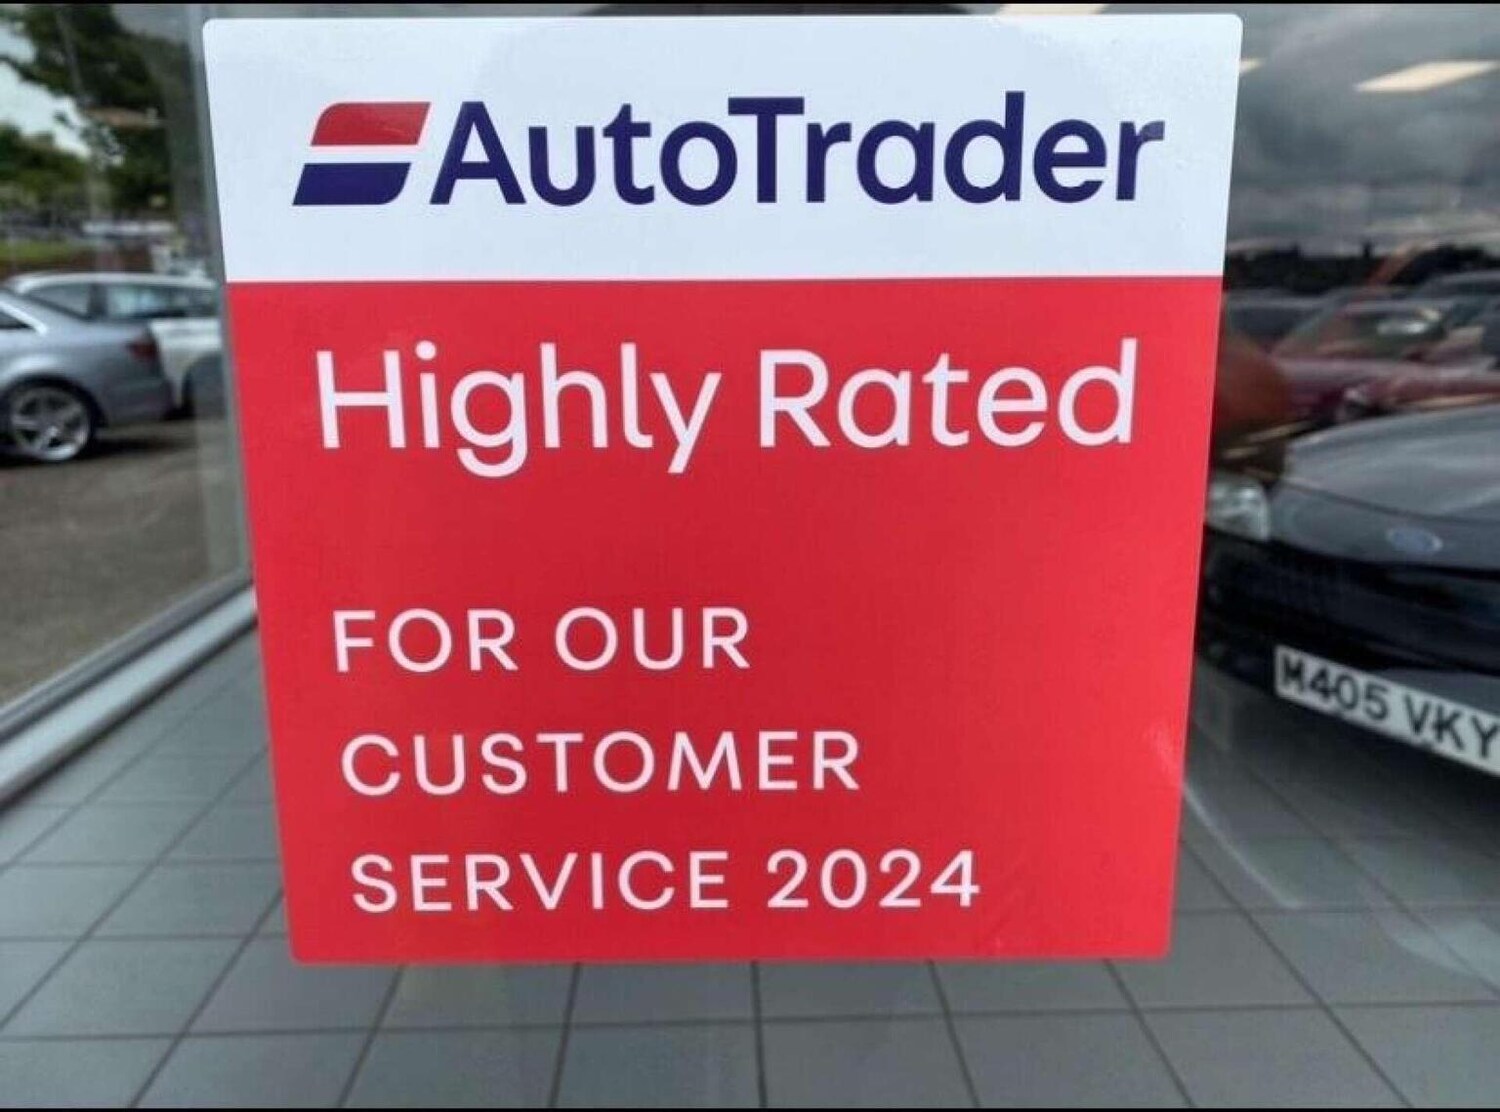 AutoTrader
Highly Rated
FOR OUR
CUSTOMER
SERVICE 2024
M405 VKY